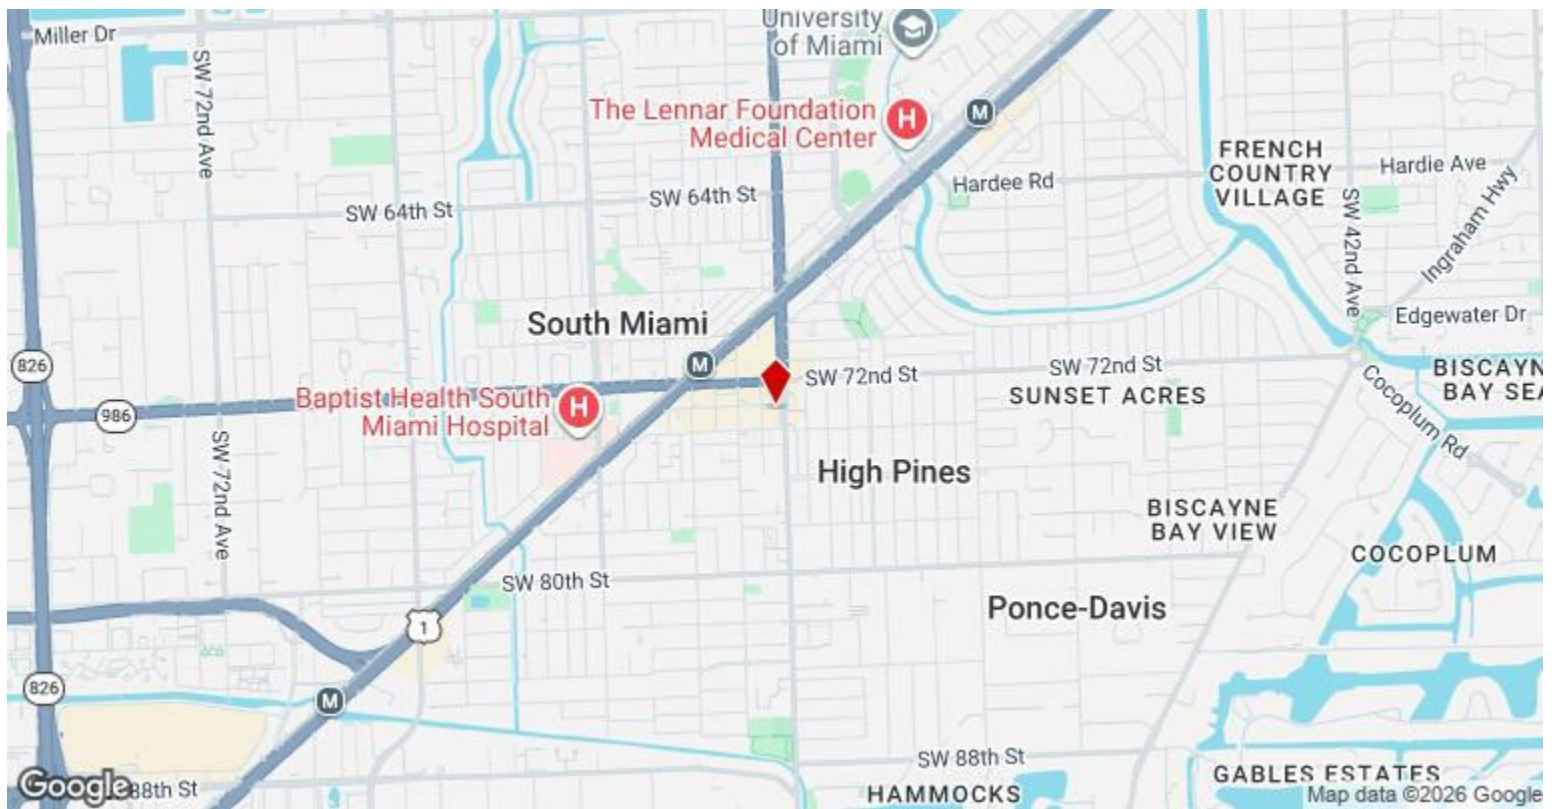 University
of Miami
Miller Dr
SW 72nd Ave
The Lennar Foundation
Medical Center
H
M
FRENCH
COUNTRY
VILLAGE
Hardie Ave
Hardee Rd
SW 64th St
SW 64th St
SW 42nd Ave
Ingraham Hwy
South Miami
Edgewater Dr
826
M
SW 72nd St
SW 72nd St
BISCAYN
BAY SEA
986
Baptist Health South
Miami Hospital
H
SUNSET ACRES
Cocoplum Rd
SW 72nd Ave
High Pines
BISCAYNE
BAY VIEW
COCOPLUM
SW 80th St
Ponce-Davis
1
826
M
SW 88th St
GABLES ESTATES
Google
88th St
HAMMOCKS
Map data ©2026 Google